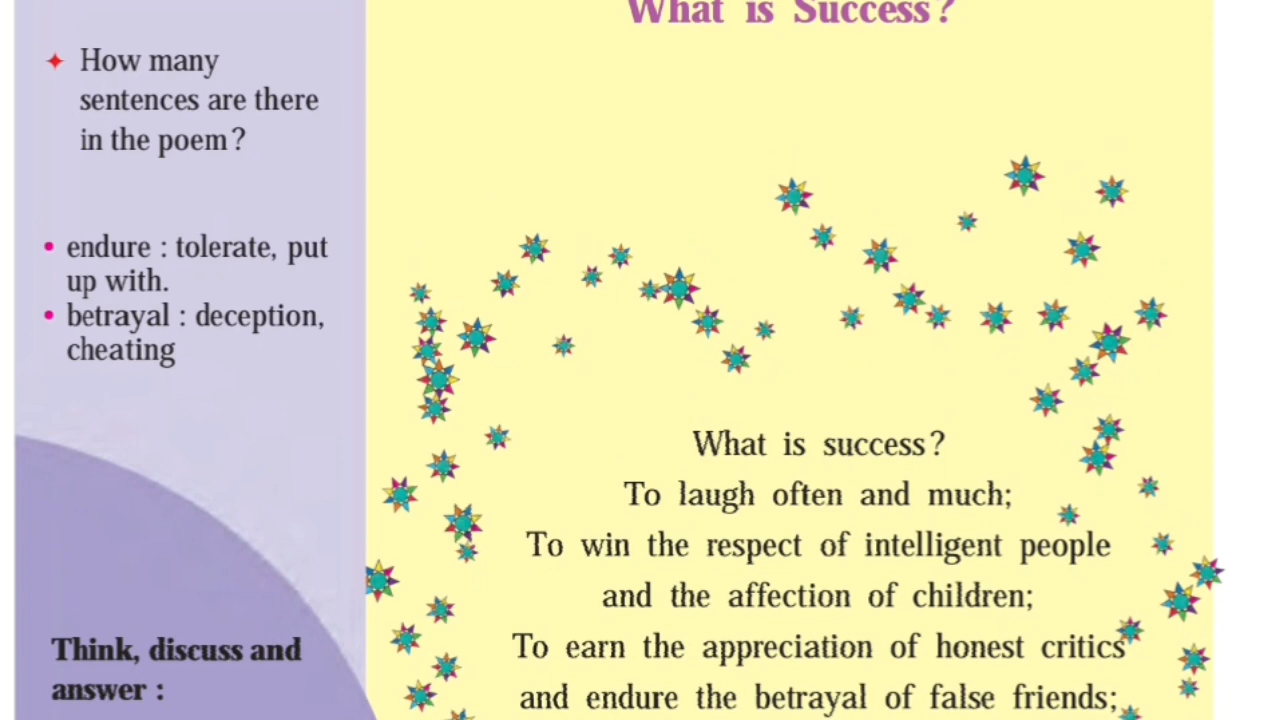 What is Success?
How many
sentences are there
in the poem?
• endure : tolerate, put
up with.
• betrayal : deception,
cheating
Think, discuss and
answer :
What is success?
To laugh often and much;
To win the respect of intelligent people
and the affection of children;
To earn the appreciation of honest critics
and endure the betrayal of false friends;